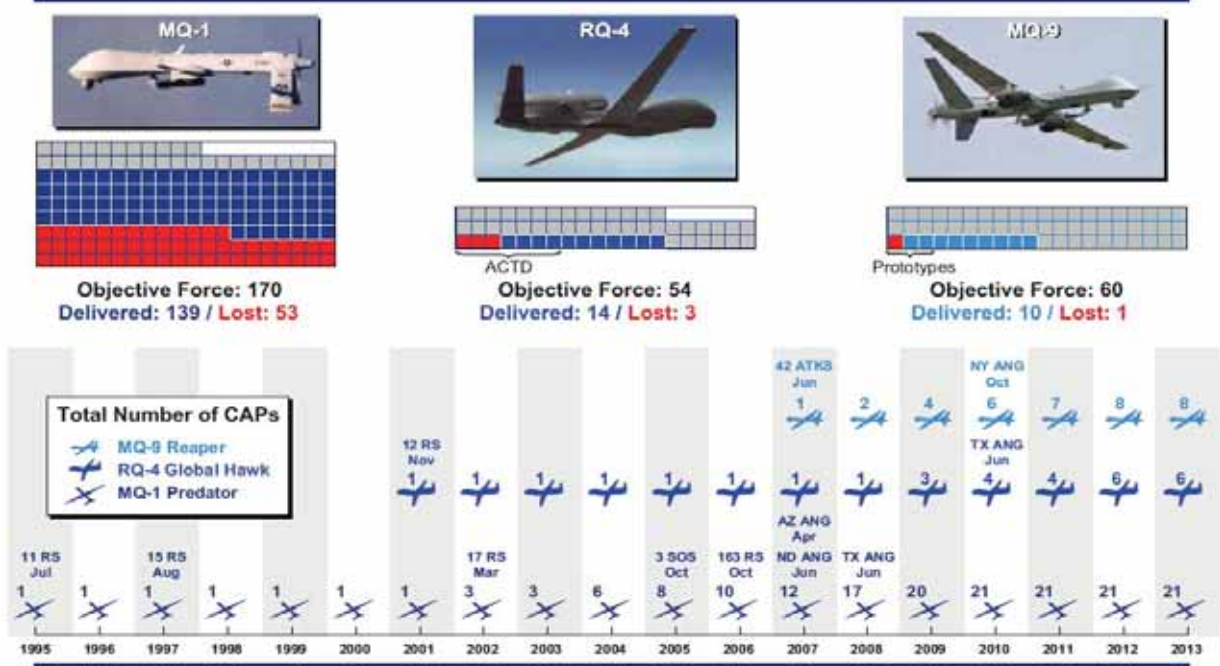 MQ-1
RQ-4
MQ-9
ACTD
Prototypes
Objective Force: 170
Delivered: 139 / Lost: 53
Objective Force: 54
Delivered: 14 / Lost: 3
Objective Force: 60
Delivered: 10 / Lost: 1
Total Number of CAPs
MQ-9 Reaper
RQ-4 Global Hawk
MQ-1 Predator
42 ATKS
Jun
NY ANG
Oct
1 2 4 6 7 8 8
12 RS
Nov
TX ANG
Jun
1 1 1 1 1 1 1 1 3 4 4 6 6
11 RS
Jul
15 RS
Aug
17 RS
Mar
3 SOS
Oct
163 RS
Oct
AZ ANG
Apr
ND ANG
Jun
TX ANG
Jun
1 1 1 1 1 1 1 3 3 6 8 10 12 17 20 21 21 21 21
1995 1996 1997 1998 1999 2000 2001 2002 2003 2004 2005 2006 2007 2008 2009 2010 2011 2012 2013